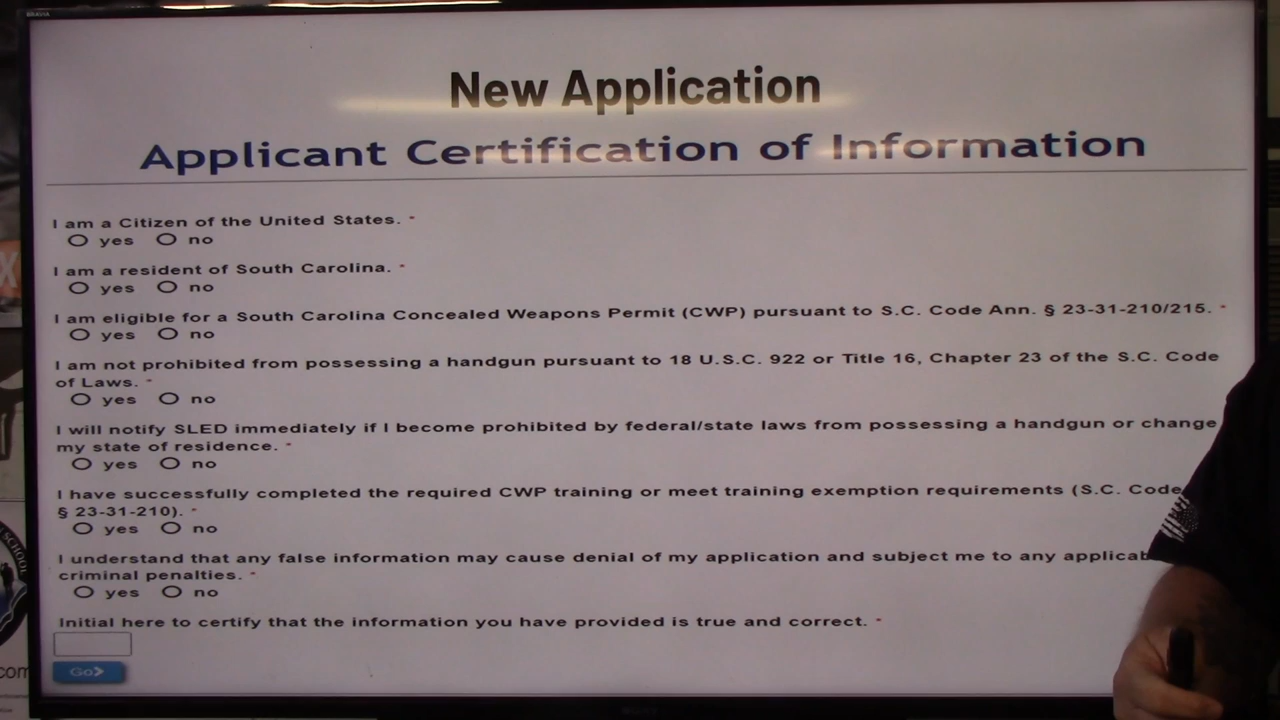 BRAVIA
New Application
Applicant Certification of Information
I am a Citizen of the United States. *
yes no
I am a resident of South Carolina. *
yes no
I am eligible for a South Carolina Concealed Weapons Permit (CWP) pursuant to S.C. Code Ann. § 23-31-210/215. *
yes no
I am not prohibited from possessing a handgun pursuant to 18 U.S.C. 922 or Title 16, Chapter 23 of the S.C. Code
of Laws. *
yes no
I will notify SLED immediately if I become prohibited by federal/state laws from possessing a handgun or change
my state of residence. *
yes no
I have successfully completed the required CWP training or meet training exemption requirements (S.C. Code
§ 23-31-210). *
yes no
I understand that any false information may cause denial of my application and subject me to any applicab
criminal penalties. *
yes no
Initial here to certify that the information you have provided is true and correct. *
Go>
SCHOOL
com